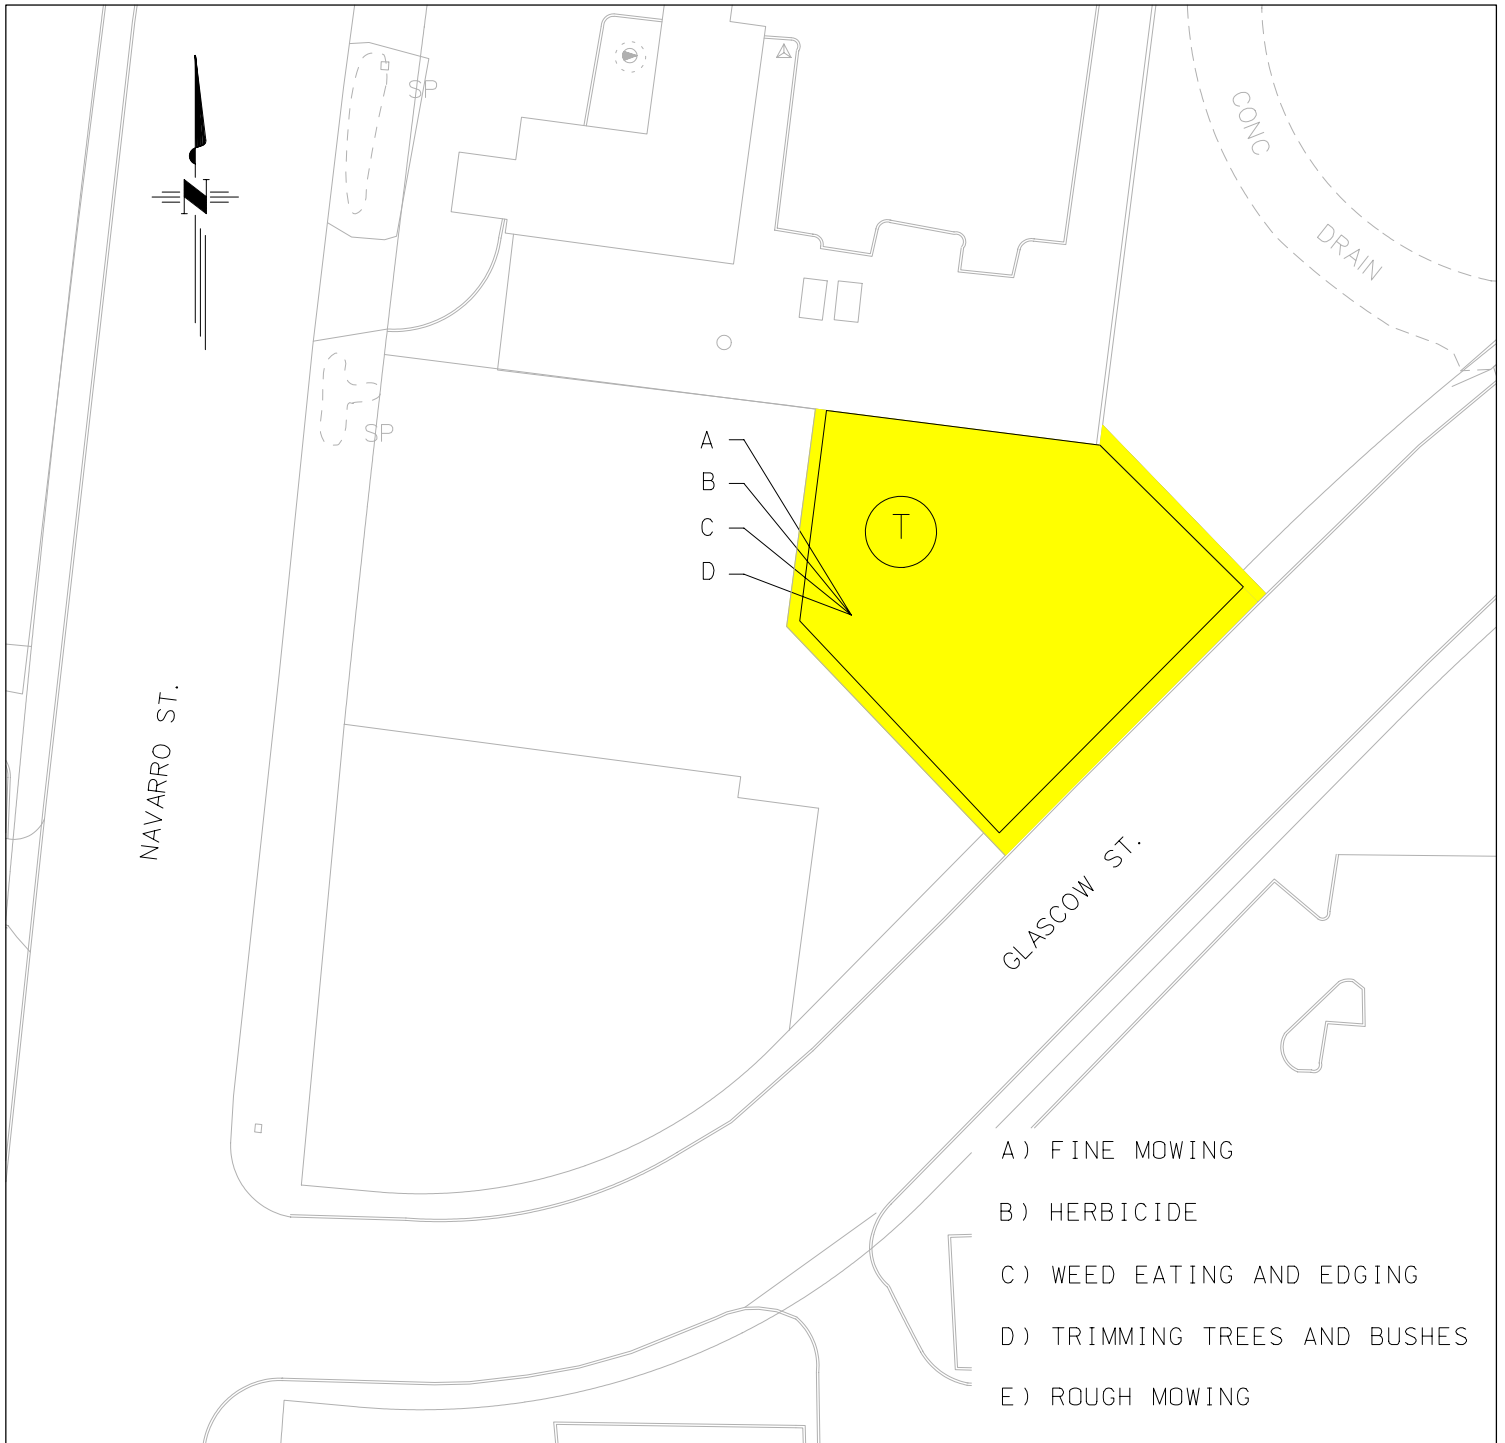 SP
CONC
DRAIN
N
SP
A
B
C
D
T
NAVARRO ST.
GLASCOW ST.
A) FINE MOWING
B) HERBICIDE
C) WEED EATING AND EDGING
D) TRIMMING TREES AND BUSHES
E) ROUGH MOWING